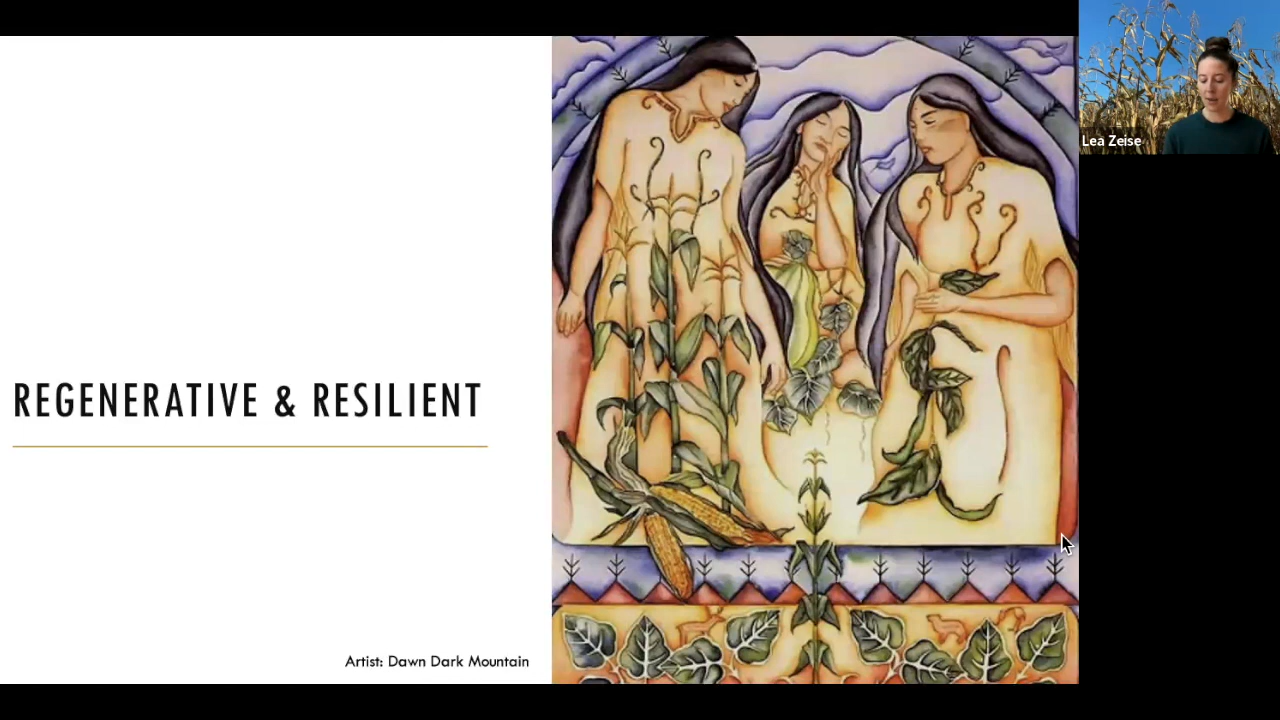 Lea Zeise
REGENERATIVE & RESILIENT
Artist: Dawn Dark Mountain